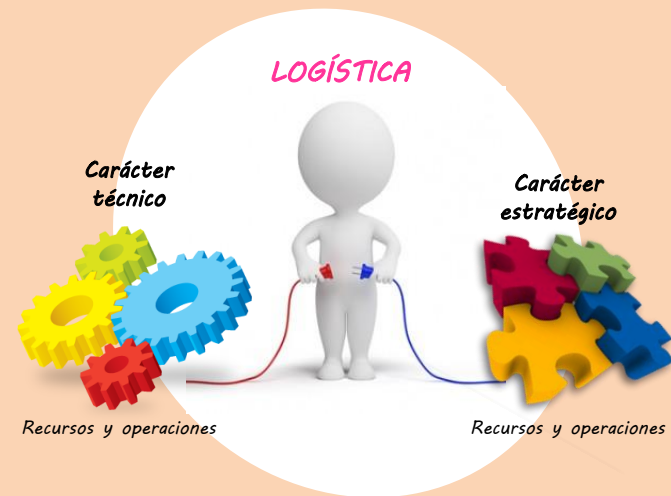 LOGÍSTICA
Carácter
técnico
Carácter
estratégico
Recursos y operaciones
Recursos y operaciones